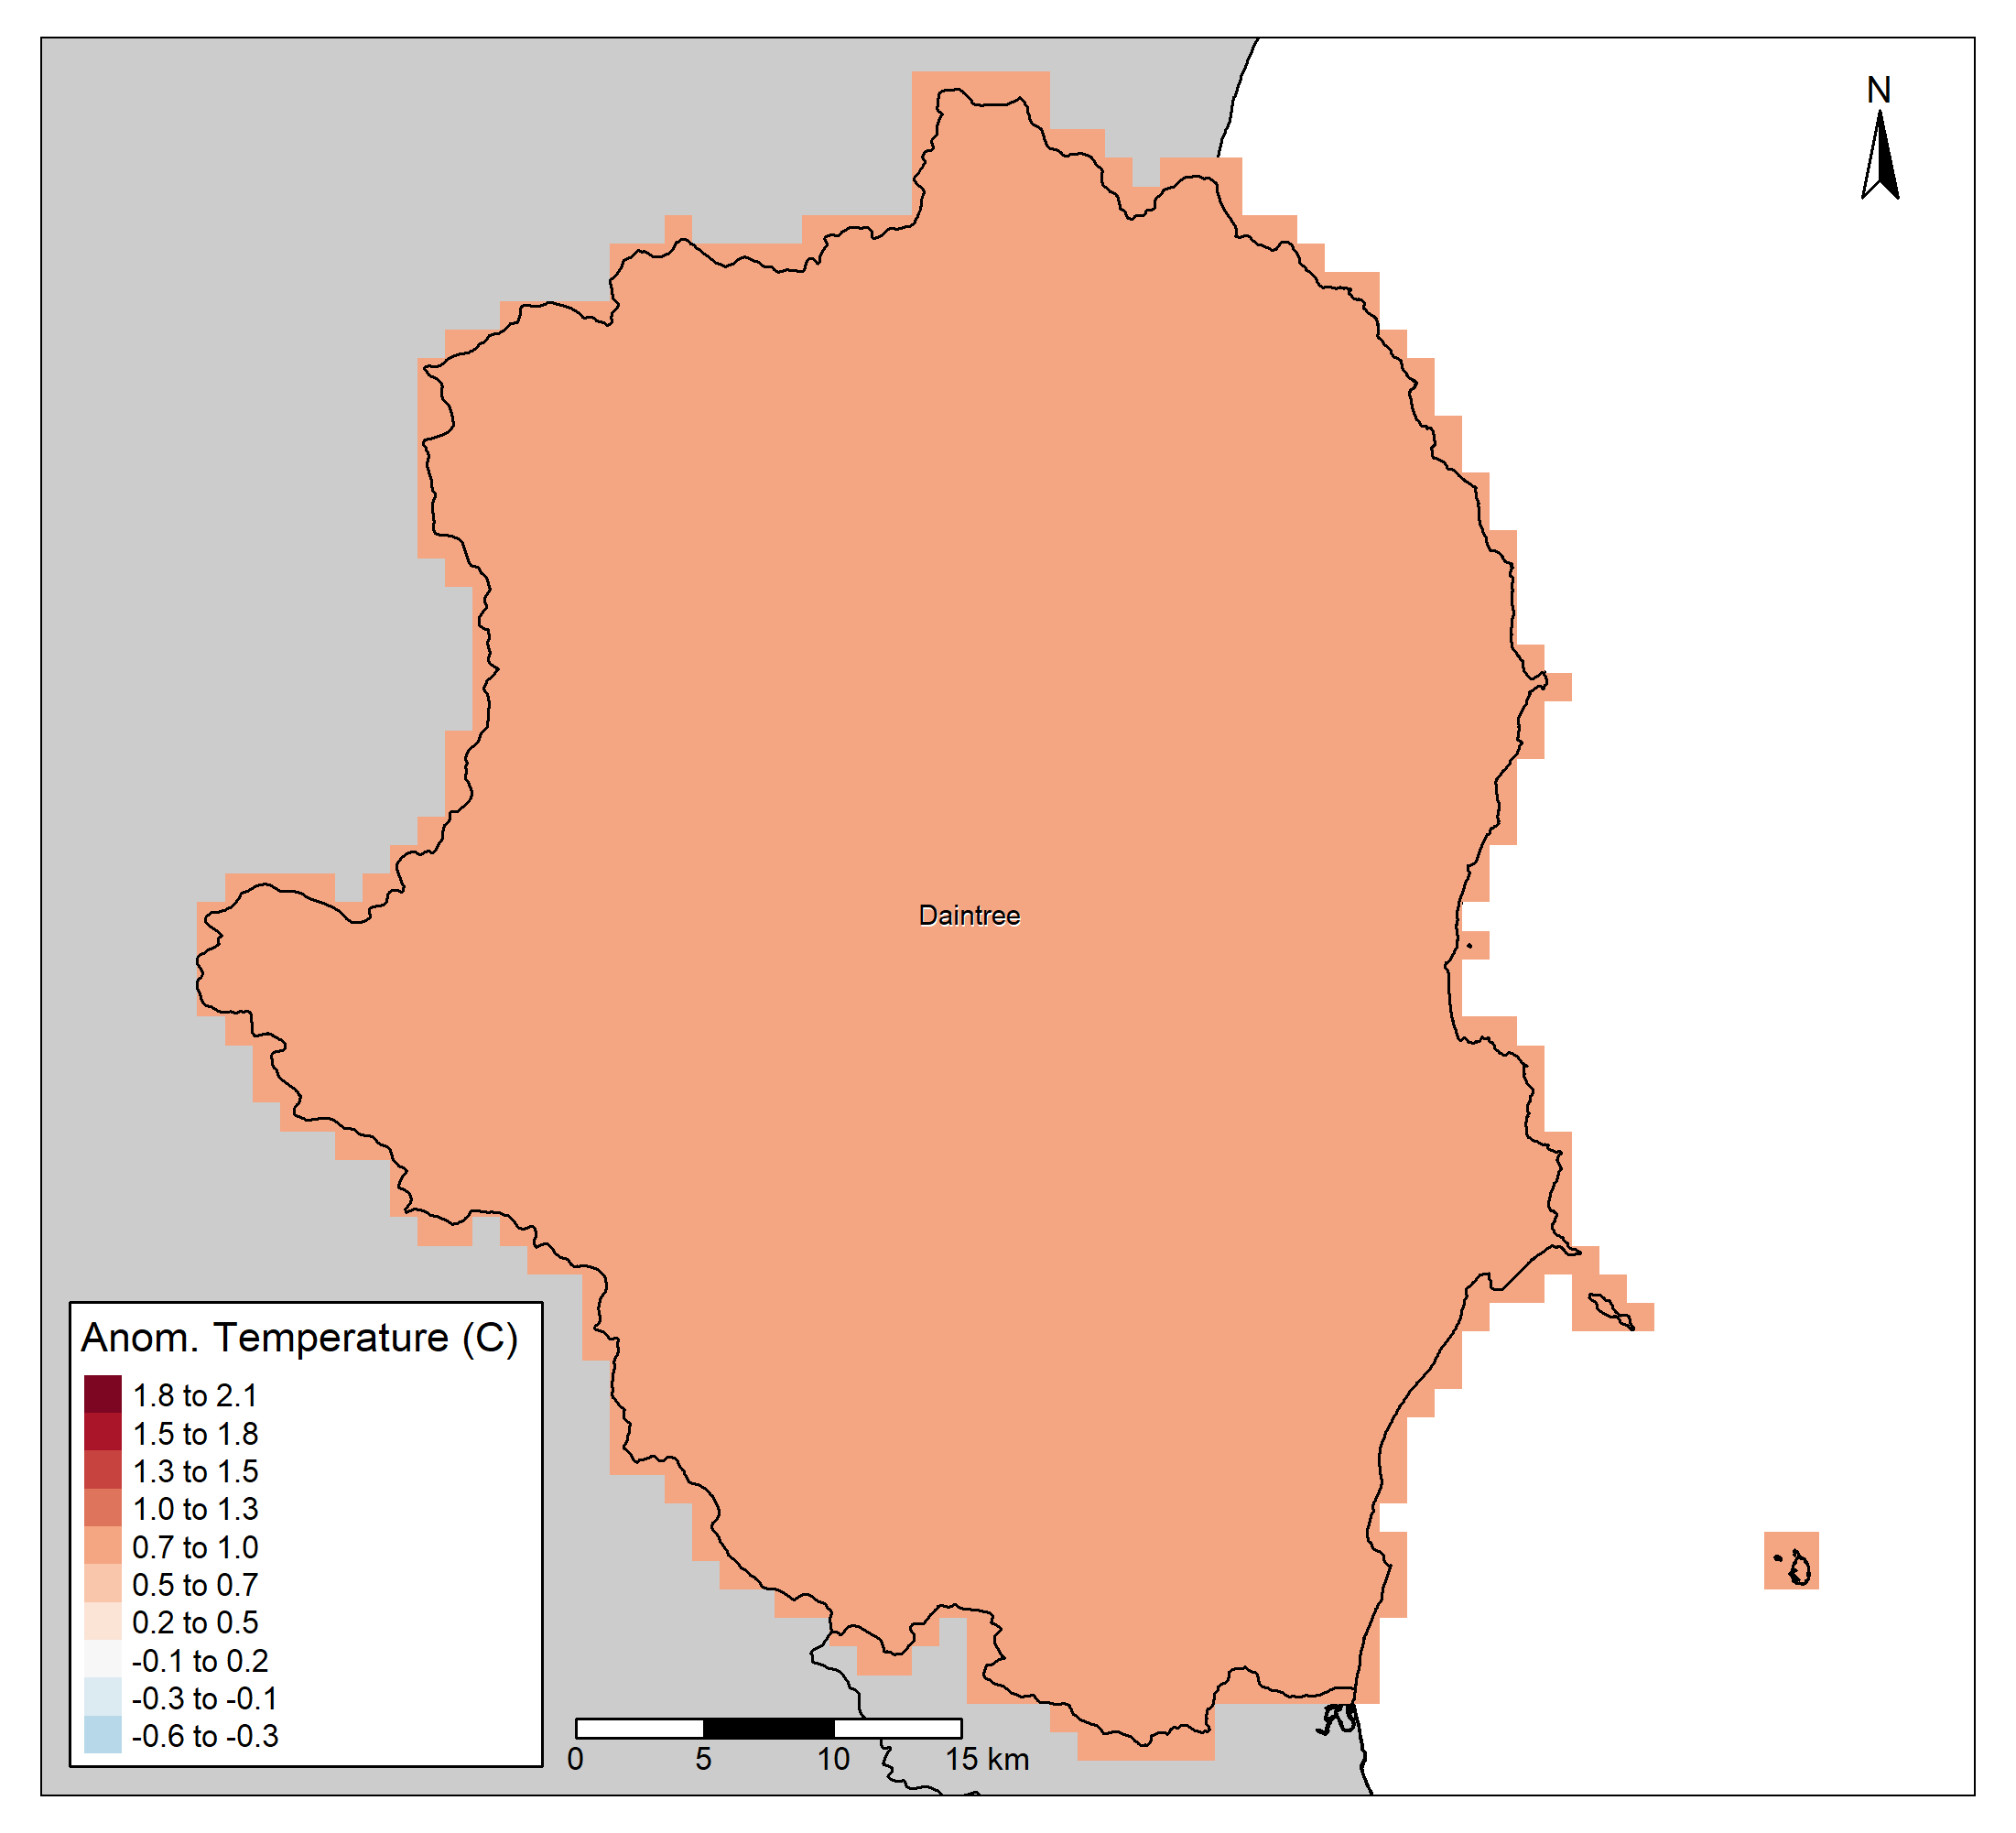 N
Daintree
Anom. Temperature (C)
1.8 to 2.1
1.5 to 1.8
1.3 to 1.5
1.0 to 1.3
0.7 to 1.0
0.5 to 0.7
0.2 to 0.5
-0.1 to 0.2
-0.3 to -0.1
-0.6 to -0.3
0 5 10 15 km